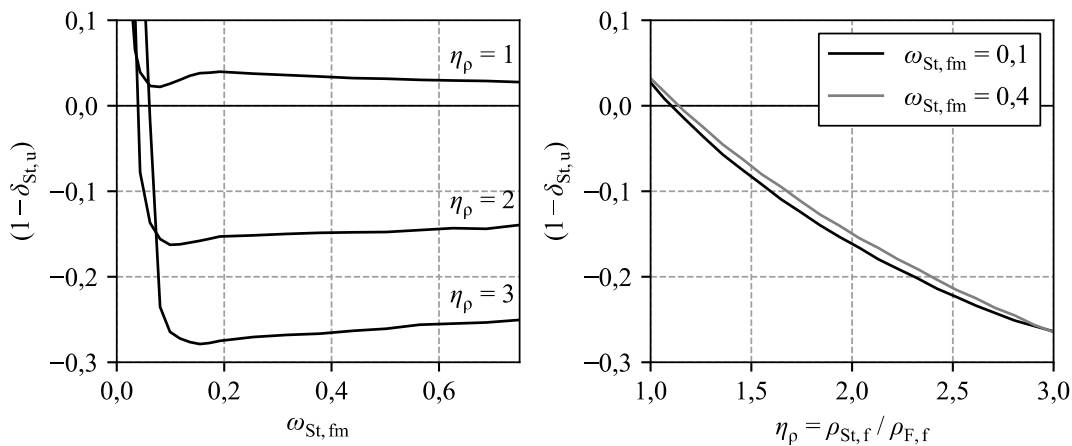 0,1
0,0
−0,1
−0,2
−0,3
(1−δSt,u)
ηρ = 1
ηρ = 2
ηρ = 3
0,0 0,2 0,4 0,6
ωSt,fm
0,1
0,0
−0,1
−0,2
−0,3
(1−δSt,u)
ωSt,fm = 0,1
ωSt,fm = 0,4
1,0 1,5 2,0 2,5 3,0
ηρ = ρSt,f / ρF,f